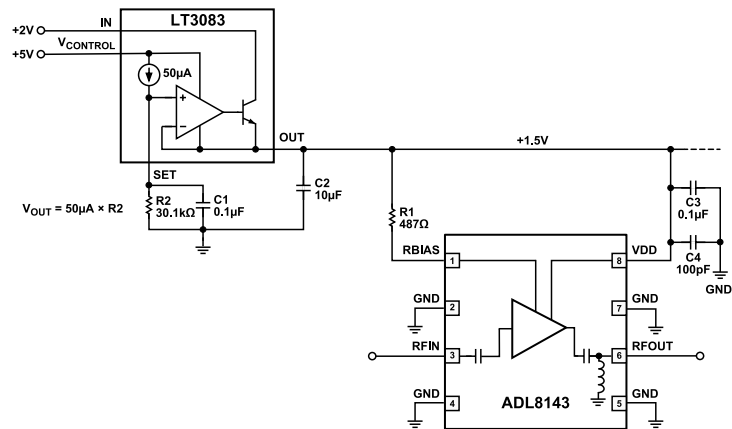 LT3083
IN
+2V
VCONTROL
+5V
50µA
+
−
OUT
+1.5V
SET
C2
10µF
C1
0.1µF
R2
30.1kΩ
VOUT = 50µA × R2
R1
487Ω
C3
0.1µF
C4
100pF
GND
RBIAS
1
8
VDD
GND
2
7
GND
RFIN
3
6
RFOUT
GND
4
5
GND
ADL8143